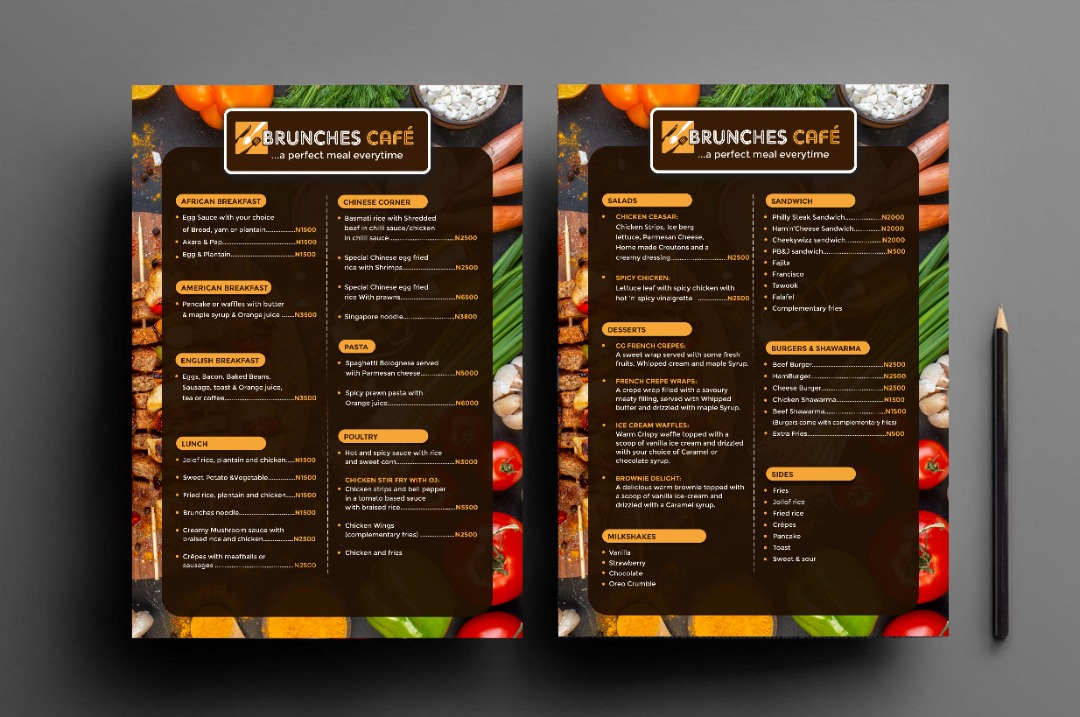 BRUNCHES CAFÉ
...a perfect meal everytime
AFRICAN BREAKFAST
Egg Sauce with your choice
of Bread, yam or plantain.....N1500
Akara & Pap.....N1500
Egg & Plantain.....N1500
AMERICAN BREAKFAST
Pancake or waffles with butter
& maple syrup & Orange juice .....N3500
ENGLISH BREAKFAST
Eggs, Bacon, Baked Beans,
Sausage, toast & Orange juice,
tea or coffee.....N3500
LUNCH
Jolof rice, plantain and chicken.....N1500
Sweet Potato &Vegetable.....N1500
Fried rice, plantain and chicken.....N1500
Brunches noodle.....N1500
Creamy Mushroom sauce with
braised rice and chicken.....N2500
Crêpes with meatballs or
sausages .....N2500
CHINESE CORNER
Basmati rice with Shredded
beef in chilli sauce/chicken
in chilli sauce.....N2500
Special Chinese egg fried
rice with Shrimps.....N2500
Special Chinese egg fried
rice With prawns.....N6500
Singapore noodle.....N3800
PASTA
Spaghetti Bolognese served
with Parmesan cheese.....N5000
Spicy prawn pasta with
Orange juice.....N6000
POULTRY
Hot and spicy sauce with rice
and sweet corn.....N3000
CHICKEN STIR FRY WITH OJ:
Chicken strips and bell pepper
in a tomato based sauce
with braised rice.....N5500
Chicken Wings
(complementary fries) .....N2500
Chicken and fries
BRUNCHES CAFÉ
...a perfect meal everytime
SALADS
CHICKEN CEASAR:
Chicken Strips, Ice berg
lettuce, Parmesan Cheese,
Home made Croutons and a
creamy dressing.....N2500
SPICY CHICKEN:
Lettuce leaf with spicy chicken with
hot 'n' spicy vinaigrette .....N2500
DESSERTS
CG FRENCH CREPES:
A sweet wrap served with some fresh
fruits, Whipped cream and maple Syrup.
FRENCH CREPE WRAPS:
A crepe wrap filled with a savoury
meaty filling, served with Whipped
butter and drizzled with maple Syrup.
ICE CREAM WAFFLES:
Warm Crispy waffle topped with a
scoop of vanilla ice cream and drizzled
with your choice of Caramel or
chocolate syrup.
BROWNIE DELIGHT:
A delicious warm brownie topped with
a scoop of vanilla ice-cream and
drizzled with a Caramel syrup.
MILKSHAKES
Vanilla
Strawberry
Chocolate
Oreo Crumble
SANDWICH
Philly Steak Sandwich.....N2000
Ham'n'Cheese Sandwich.....N2000
Cheekywizz sandwich.....N2000
PB&J sandwich.....N500
Fajita
Francisco
Tawook
Falafel
Complementary fries
BURGERS & SHAWARMA
Beef Burger.....N2500
HamBurger.....N2500
Cheese Burger.....N2500
Chicken Shawarma.....N1500
Beef Shawarma.....N1500
(Burgers come with complementary fries)
Extra Fries.....N500
SIDES
Fries
Jollof rice
Fried rice
Crêpes
Pancake
Toast
Sweet & sour